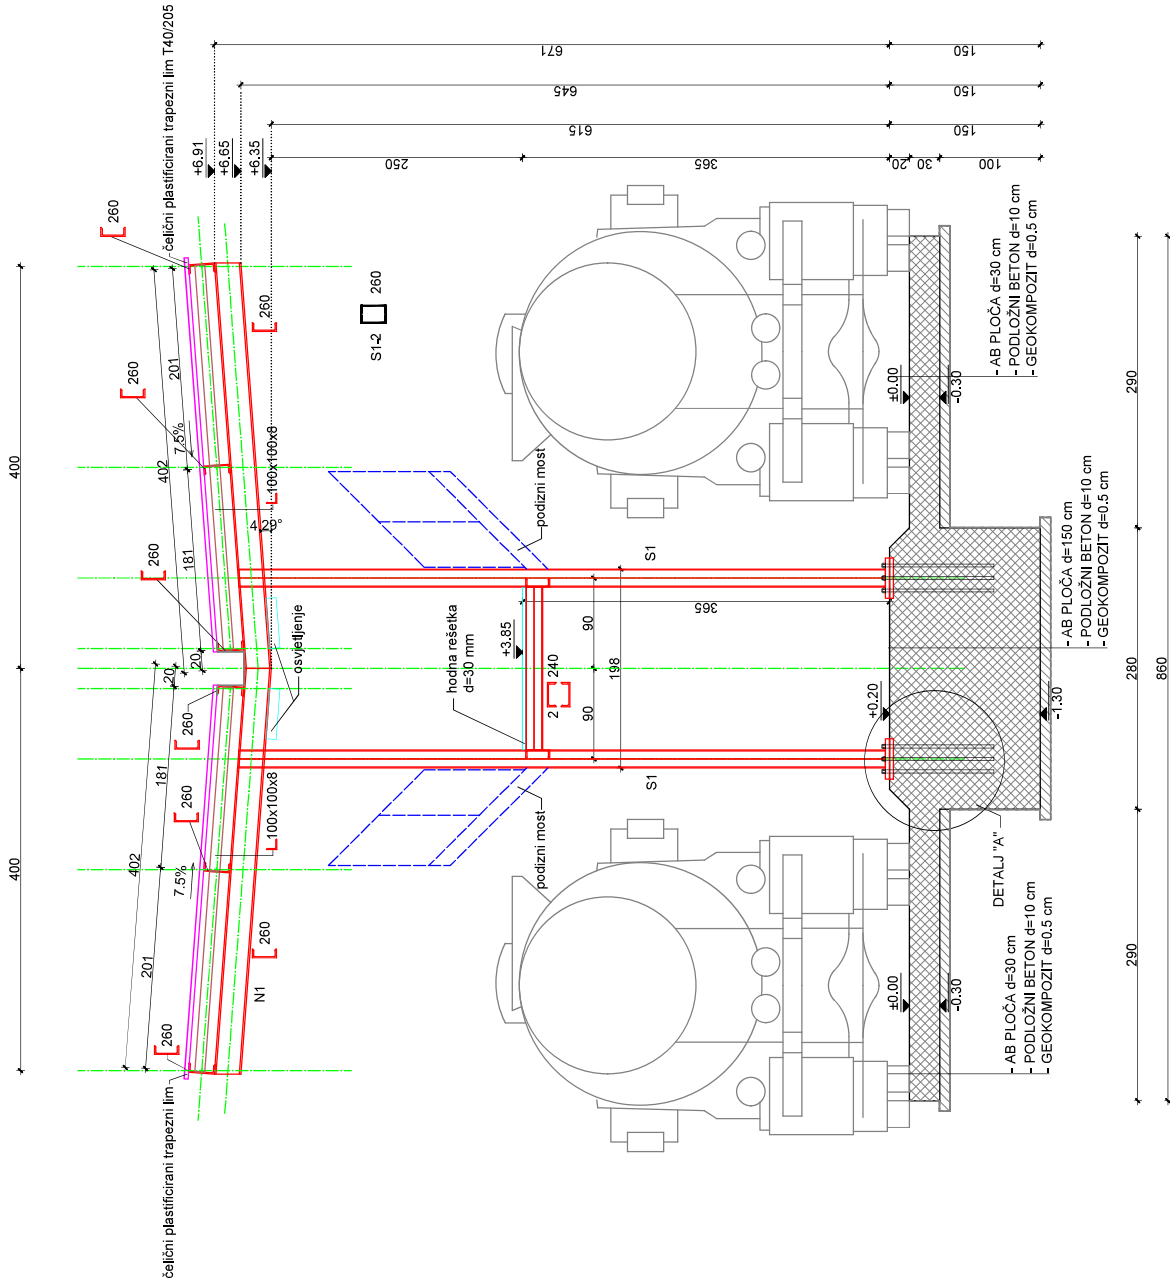 čelični plastificirani trapezni lim T40/205
671
150
645
150
615
150
250
365
20
30
100
+6.91
+6.65
+6.35
260
260
260
201
7.5%
402
400
181
100x100x8
4.29°
260
20
20
S1-2
260
podizni most
S1
365
osvjetljenje
hodna rešetka
d=30 mm
+3.85
90
198
90
2
240
+0.20
-1.30
S1
±0.00
-0.30
- AB PLOČA d=30 cm
- PODLOŽNI BETON d=10 cm
- GEOKOMPOZIT d=0.5 cm
- AB PLOČA d=150 cm
- PODLOŽNI BETON d=10 cm
- GEOKOMPOZIT d=0.5 cm
290
280
860
290
260
181
260
100x100x8
7.5%
402
400
201
260
N1
260
čelični plastificirani trapezni lim
podizni most
DETALJ "A"
±0.00
-0.30
- AB PLOČA d=30 cm
- PODLOŽNI BETON d=10 cm
- GEOKOMPOZIT d=0.5 cm